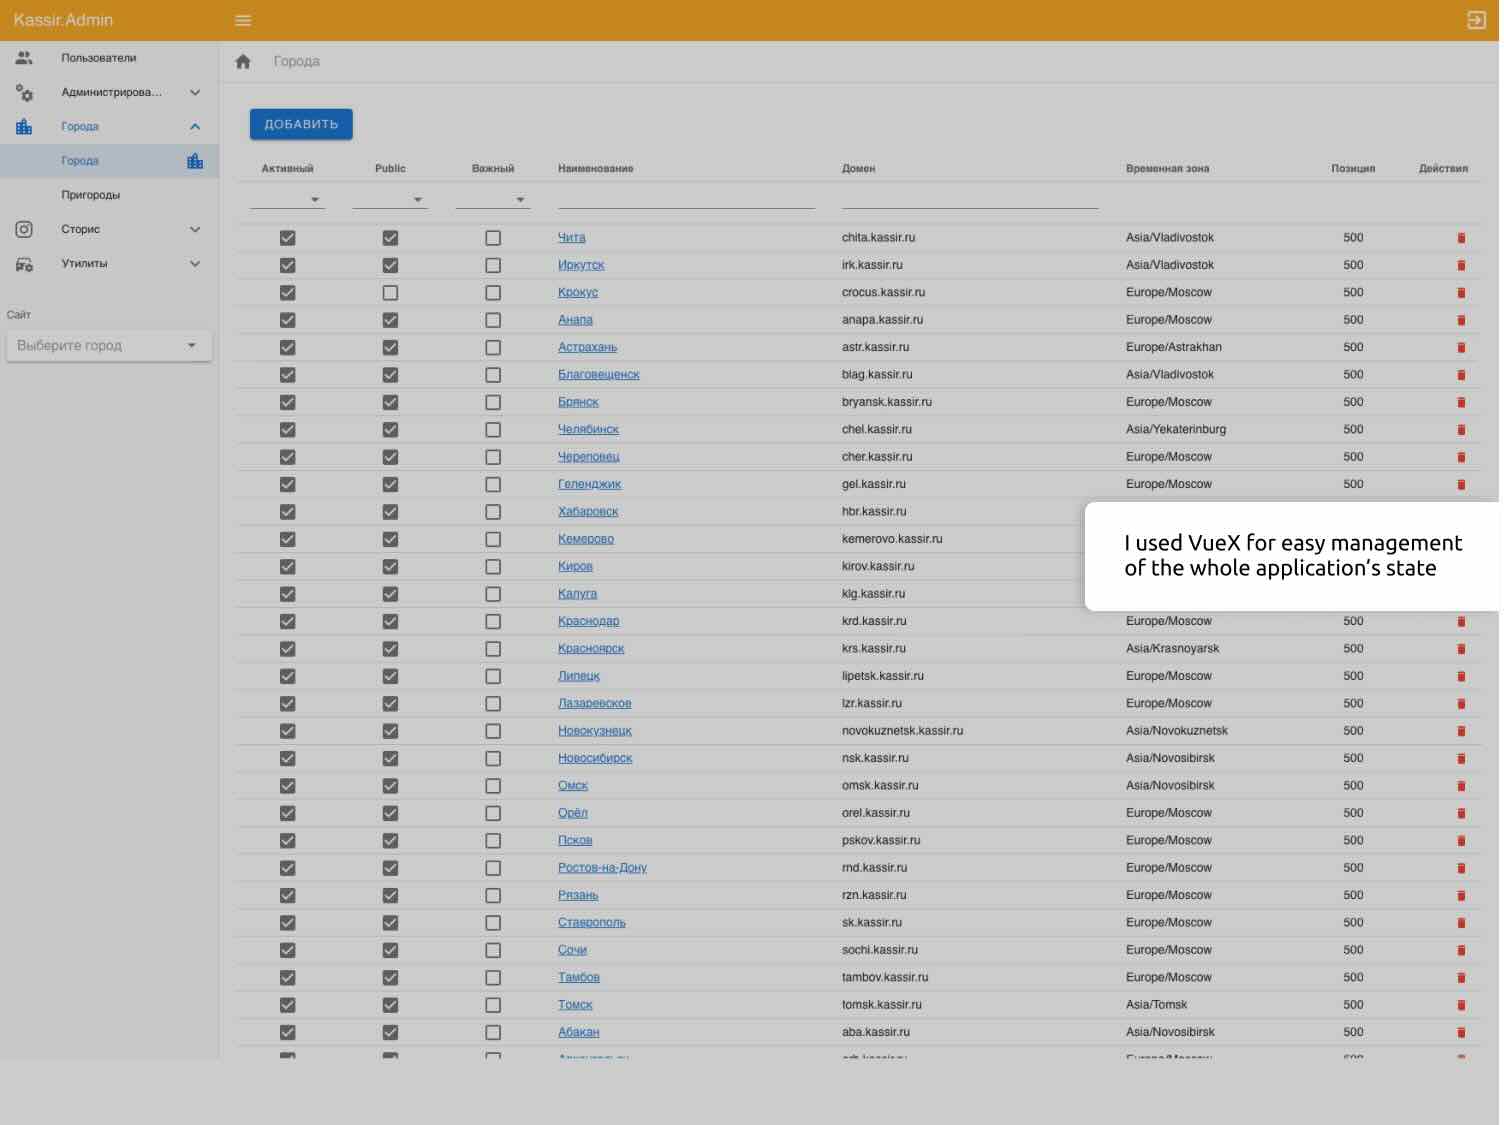 Kassir.Admin
Пользователи
Города
Администрирова...
ДОБАВИТЬ
Города
Города
Активный Public Важный Наименование Домен Временная зона Позиция Действия
Пригороды
Сторис
Утилиты
Сайт
Выберите город
Чита chita.kassir.ru Asia/Vladivostok 500
Иркутск irk.kassir.ru Asia/Vladivostok 500
Крокус crocus.kassir.ru Europe/Moscow 500
Анапа anapa.kassir.ru Europe/Moscow 500
Астрахань astr.kassir.ru Europe/Astrakhan 500
Благовещенск blag.kassir.ru Asia/Vladivostok 500
Брянск bryansk.kassir.ru Europe/Moscow 500
Челябинск chel.kassir.ru Asia/Yekaterinburg 500
Череповец cher.kassir.ru Europe/Moscow 500
Геленджик gel.kassir.ru Europe/Moscow 500
Хабаровск hbr.kassir.ru
Кемерово kemerovo.kassir.ru
Киров kirov.kassir.ru
Калуга klg.kassir.ru
I used VueX for easy management
of the whole application's state
Краснодар krd.kassir.ru Europe/Moscow 500
Красноярск krs.kassir.ru Asia/Krasnoyarsk 500
Липецк lipetsk.kassir.ru Europe/Moscow 500
Лазаревское lzr.kassir.ru Europe/Moscow 500
Новокузнецк novokuznetsk.kassir.ru Asia/Novokuznetsk 500
Новосибирск nsk.kassir.ru Asia/Novosibirsk 500
Омск omsk.kassir.ru Asia/Novosibirsk 500
Орёл orel.kassir.ru Europe/Moscow 500
Псков pskov.kassir.ru Europe/Moscow 500
Ростов-на-Дону rnd.kassir.ru Europe/Moscow 500
Рязань rzn.kassir.ru Europe/Moscow 500
Ставрополь sk.kassir.ru Europe/Moscow 500
Сочи sochi.kassir.ru Europe/Moscow 500
Тамбов tambov.kassir.ru Europe/Moscow 500
Томск tomsk.kassir.ru Asia/Tomsk 500
Абакан aba.kassir.ru Asia/Novosibirsk 500